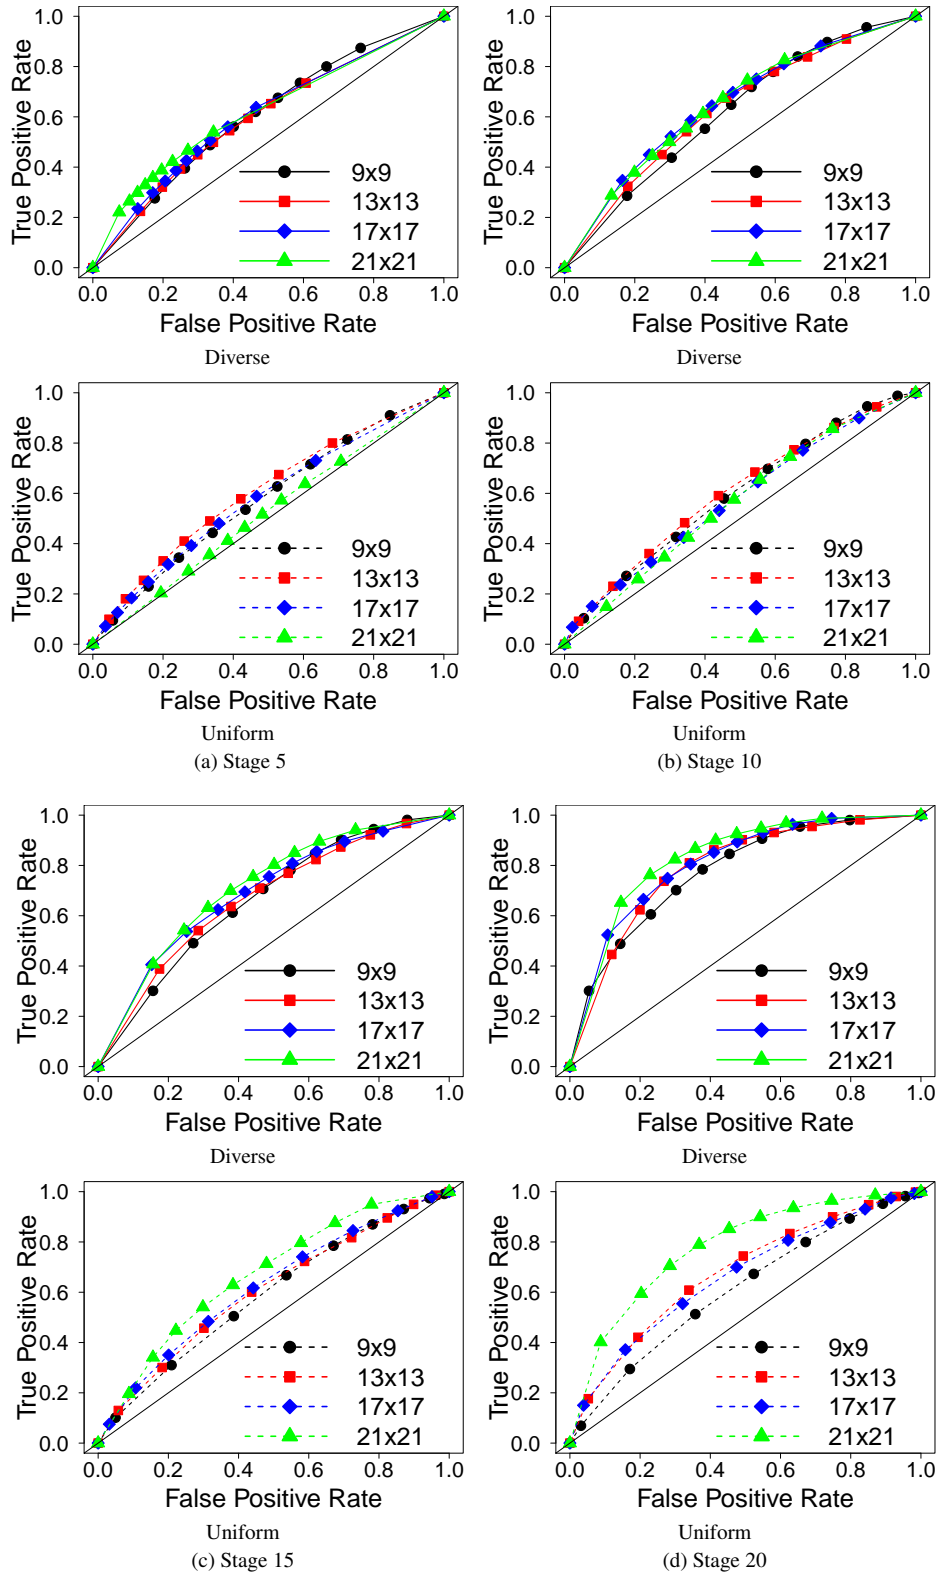 1.0
0.8
0.6
0.4
0.2
0.0
True Positive Rate
9x9
13x13
17x17
21x21
0.0 0.2 0.4 0.6 0.8 1.0
False Positive Rate
Diverse
1.0
0.8
0.6
0.4
0.2
0.0
True Positive Rate
9x9
13x13
17x17
21x21
0.0 0.2 0.4 0.6 0.8 1.0
False Positive Rate
Diverse
1.0
0.8
0.6
0.4
0.2
0.0
True Positive Rate
9x9
13x13
17x17
21x21
0.0 0.2 0.4 0.6 0.8 1.0
False Positive Rate
Uniform
(a) Stage 5
1.0
0.8
0.6
0.4
0.2
0.0
True Positive Rate
9x9
13x13
17x17
21x21
0.0 0.2 0.4 0.6 0.8 1.0
False Positive Rate
Uniform
(b) Stage 10
1.0
0.8
0.6
0.4
0.2
0.0
True Positive Rate
9x9
13x13
17x17
21x21
0.0 0.2 0.4 0.6 0.8 1.0
False Positive Rate
Diverse
1.0
0.8
0.6
0.4
0.2
0.0
True Positive Rate
9x9
13x13
17x17
21x21
0.0 0.2 0.4 0.6 0.8 1.0
False Positive Rate
Diverse
1.0
0.8
0.6
0.4
0.2
0.0
True Positive Rate
9x9
13x13
17x17
21x21
0.0 0.2 0.4 0.6 0.8 1.0
False Positive Rate
Uniform
(c) Stage 15
1.0
0.8
0.6
0.4
0.2
0.0
True Positive Rate
9x9
13x13
17x17
21x21
0.0 0.2 0.4 0.6 0.8 1.0
False Positive Rate
Uniform
(d) Stage 20